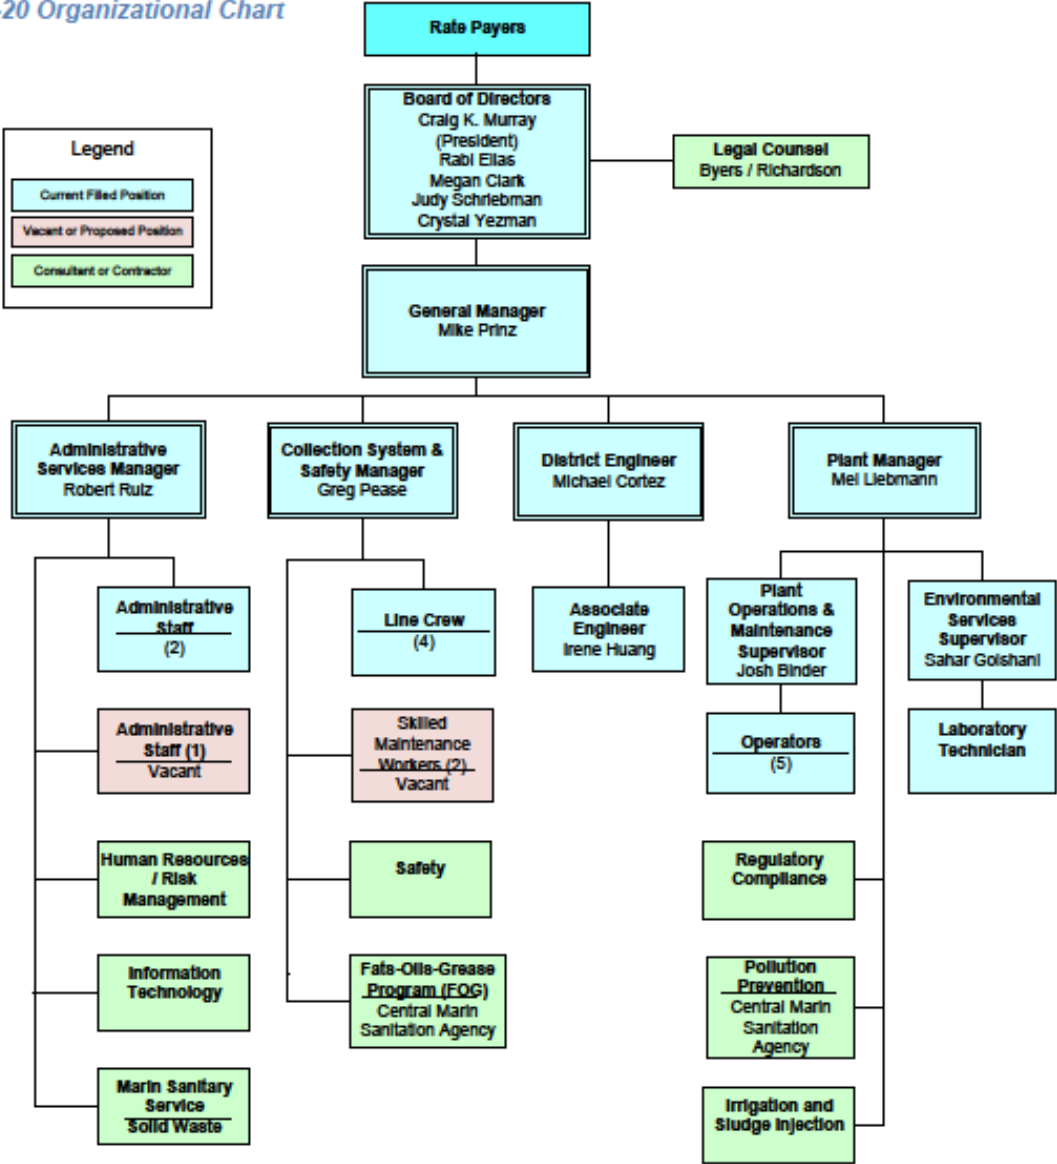 -20 Organizational Chart
Rate Payers
Board of Directors
Craig K. Murray
(President)
Rabi Elias
Megan Clark
Judy Schriebman
Crystal Yezman
Legal Counsel
Byers / Richardson
Legend
Current Filled Position
Vacant or Proposed Position
Consultant or Contractor
General Manager
Mike Prinz
Administrative
Services Manager
Robert Ruiz
Collection System &
Safety Manager
Greg Pease
District Engineer
Michael Cortez
Plant Manager
Mel Liebmann
Administrative
Staff
(2)
Line Crew
(4)
Associate
Engineer
Irene Huang
Plant
Operations &
Maintenance
Supervisor
Josh Binder
Environmental
Services
Supervisor
Sahar Golshani
Administrative
Staff (1)
Vacant
Skilled
Maintenance
Workers (2)
Vacant
Operators
(5)
Laboratory
Technician
Human Resources
/ Risk
Management
Safety
Regulatory
Compliance
Information
Technology
Fats-Oils-Grease
Program (FOG)
Central Marin
Sanitation Agency
Pollution
Prevention
Central Marin
Sanitation
Agency
Marin Sanitary
Service
Solid Waste
Irrigation and
Sludge Injection